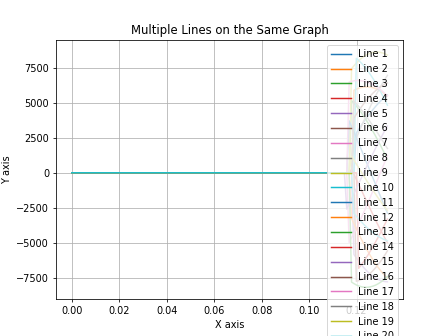 Multiple Lines on the Same Graph
7500
5000
2500
0
−2500
−5000
−7500
Y axis
0.00
0.02
0.04
0.06
0.08
0.10
X axis
Line 1
Line 2
Line 3
Line 4
Line 5
Line 6
Line 7
Line 8
Line 9
Line 10
Line 11
Line 12
Line 13
Line 14
Line 15
Line 16
Line 17
Line 18
Line 19
Line 20